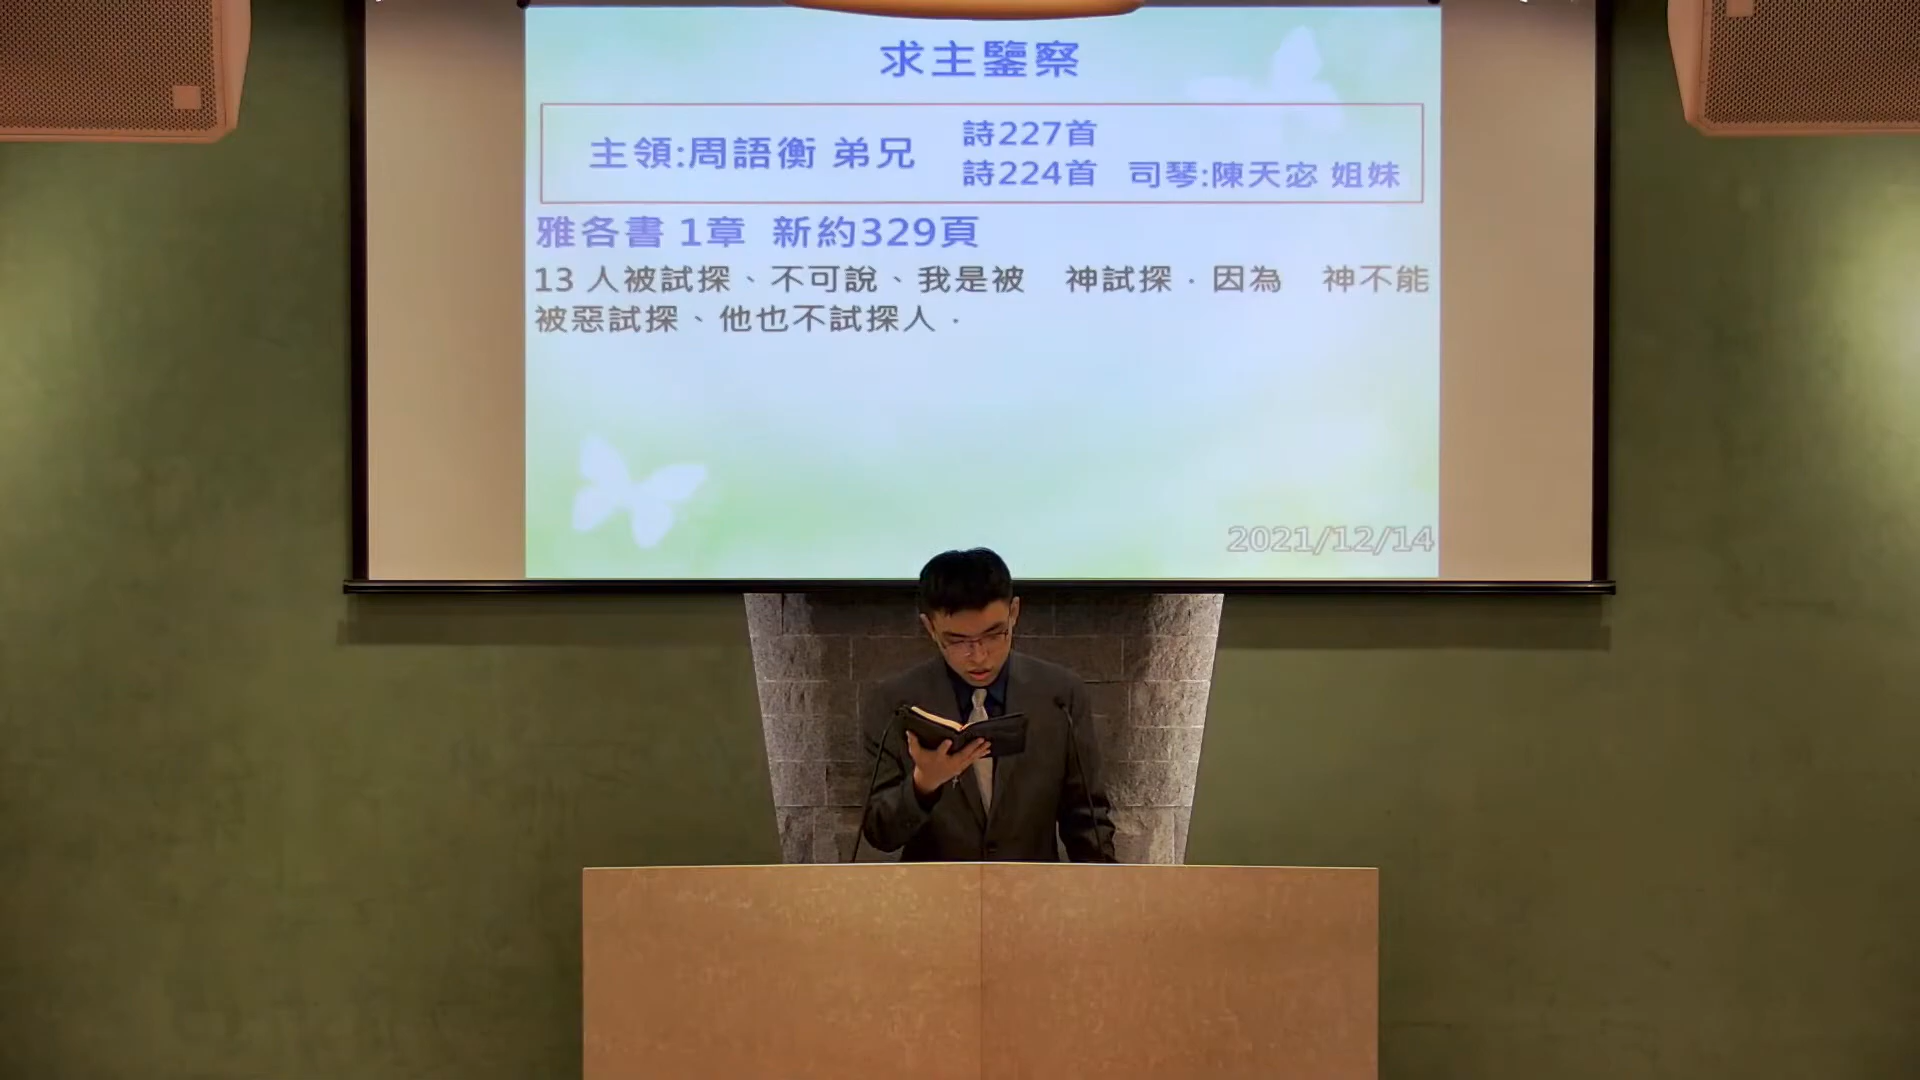 求主鑒察
主領:周語衡 弟兄
詩227首
詩224首 司琴:陳天宓 姐妹
雅各書 1章 新約329頁
13 人被試探、不可說、我是被　神試探．因為　神不能
被惡試探、他也不試探人．
2021/12/14